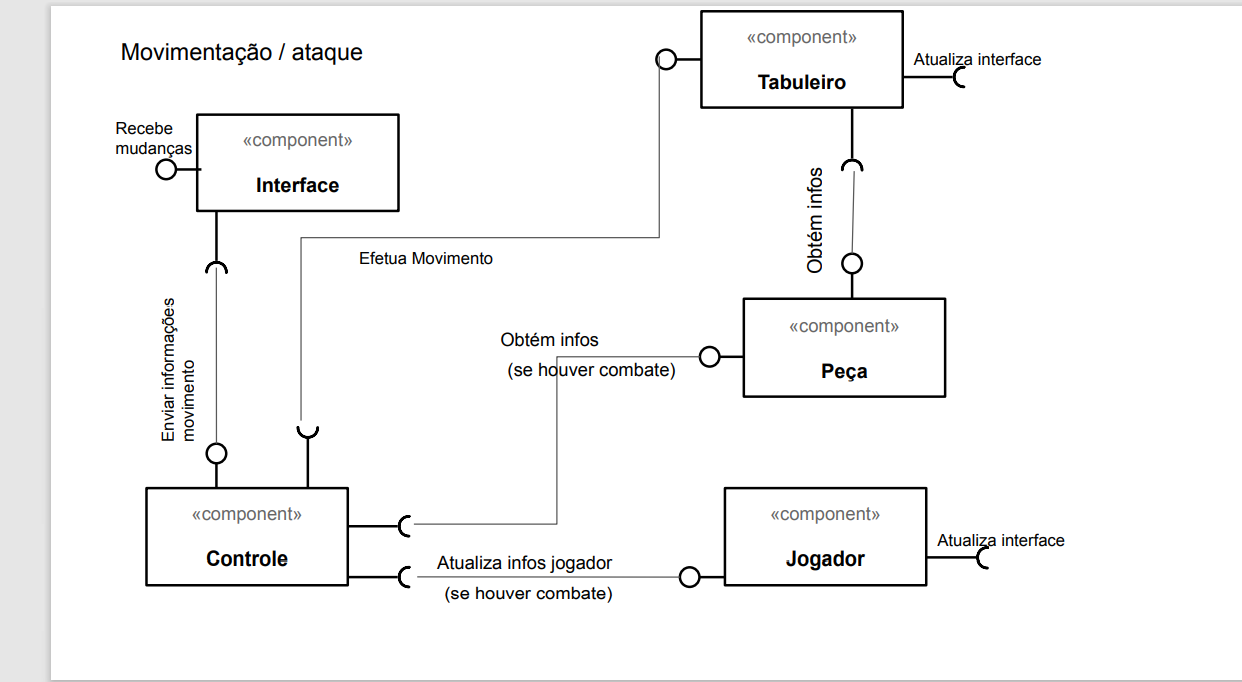 Movimentação / ataque
«component»
Tabuleiro
Atualiza interface
Recebe
mudanças
«component»
Interface
Obtém infos
Efetua Movimento
Enviar informações
movimento
Obtém infos
(se houver combate)
«component»
Peça
«component»
Controle
Atualiza infos jogador
(se houver combate)
«component»
Jogador
Atualiza interface